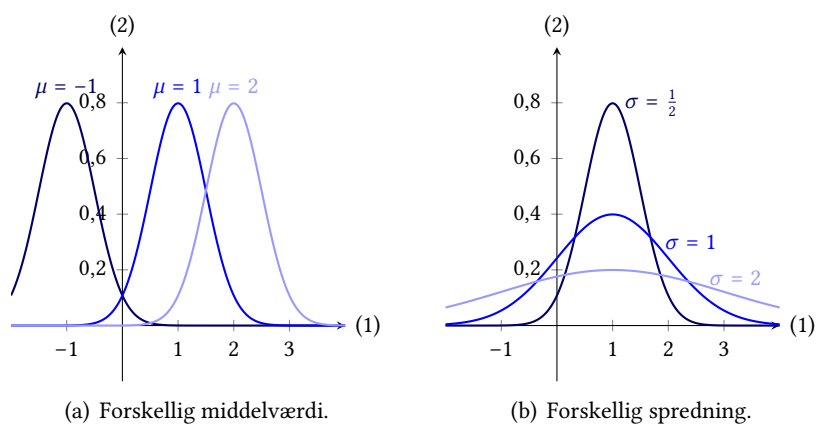 (2)
μ = −1 μ = 1 μ = 2
0,8
0,6
0,4
0,2
(1)
−1 1 2 3
(a) Forskellig middelværdi.
(2)
0,8
σ = 1/2
0,6
0,4
σ = 1
0,2
σ = 2
(1)
−1 1 2 3
(b) Forskellig spredning.